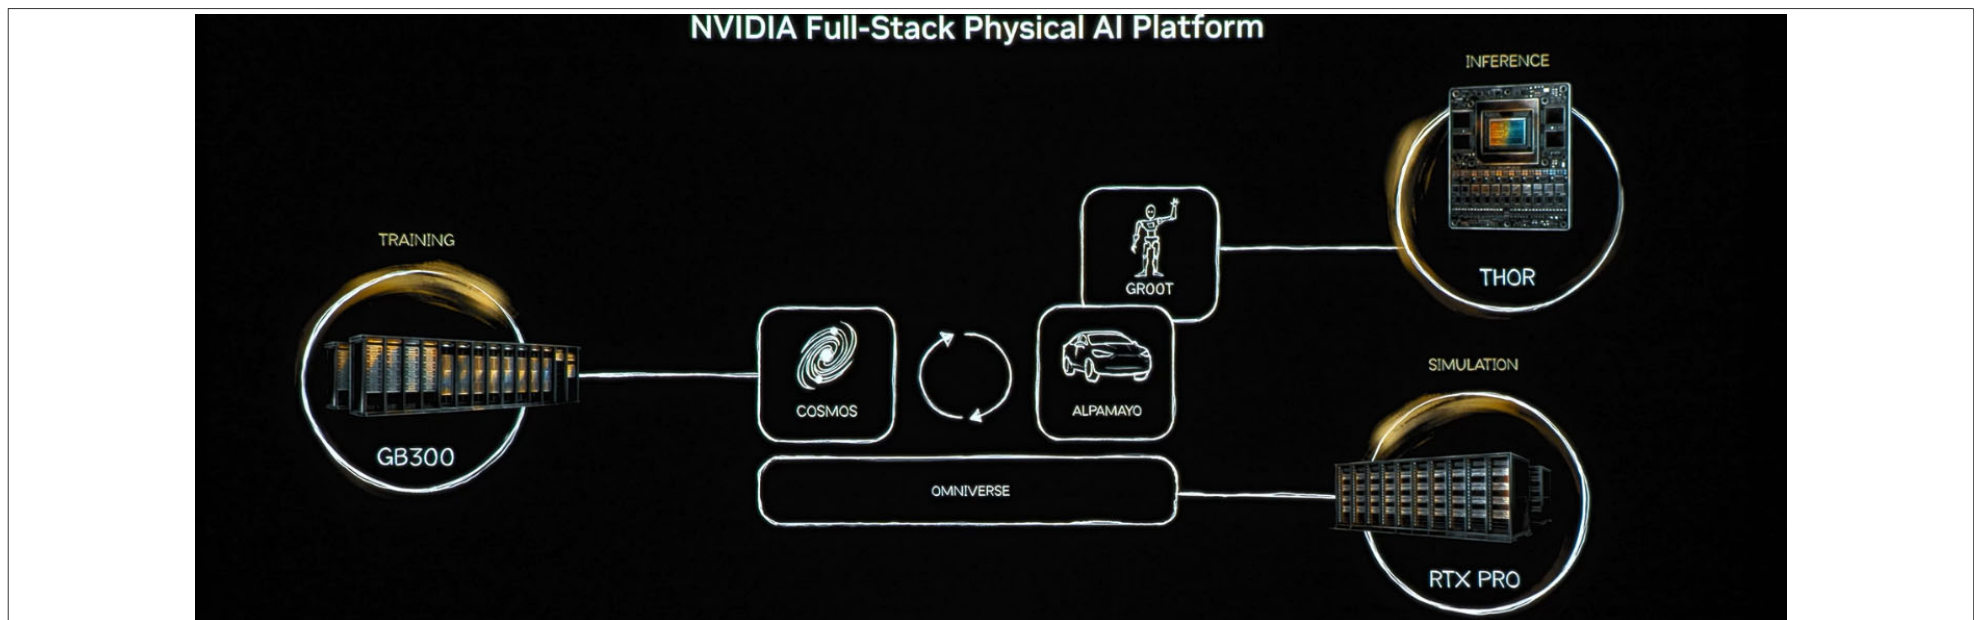 NVIDIA Full-Stack Physical AI Platform
INFERENCE
THOR
TRAINING
GB300
GROOT
COSMOS
ALPAMAYO
OMNIVERSE
SIMULATION
RTX PRO